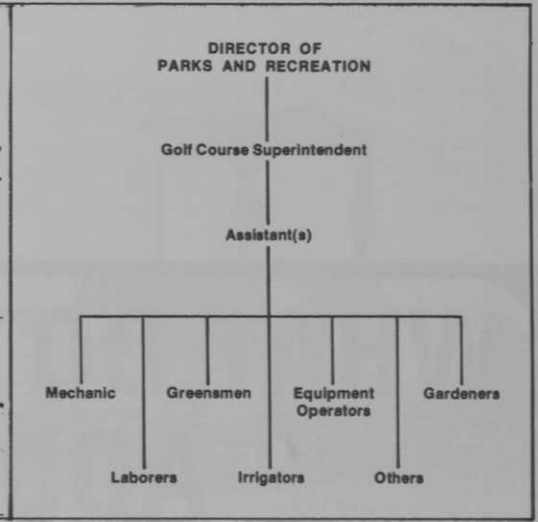 DIRECTOR OF
PARKS AND RECREATION
Golf Course Superintendent
Assistant(s)
Mechanic Greensmen Equipment Operators Gardeners
Laborers Irrigators Others